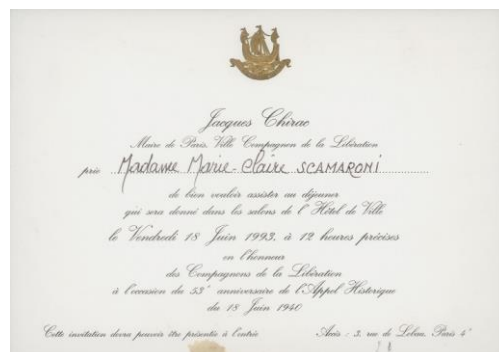 Jacques Chirac
Maire de Paris, Ville Compagnon de la Libération
prie Madame Marie-Claire SCAMARONI
de bien vouloir assister au déjeuner
qui sera donné dans les salons de l'Hôtel de Ville
le Vendredi 18 Juin 1993, à 12 heures précises
en l'honneur
des Compagnons de la Libération
à l'occasion du 53e anniversaire de l'Appel Historique
du 18 Juin 1940
Cette invitation devra pouvoir être présentée à l'entrée Accès : 3, rue de Lobau, Paris 4e